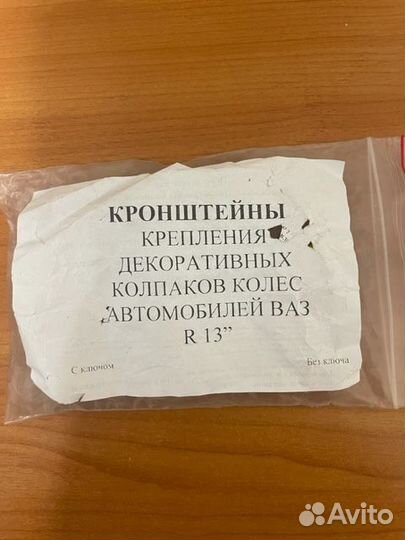 КРОНШТЕЙНЫ
КРЕПЛЕНИЯ
ДЕКОРАТИВНЫХ
КОЛПАКОВ КОЛЕС
АВТОМОБИЛЕЙ ВАЗ
R 13”
С ключом Без ключа
Avito